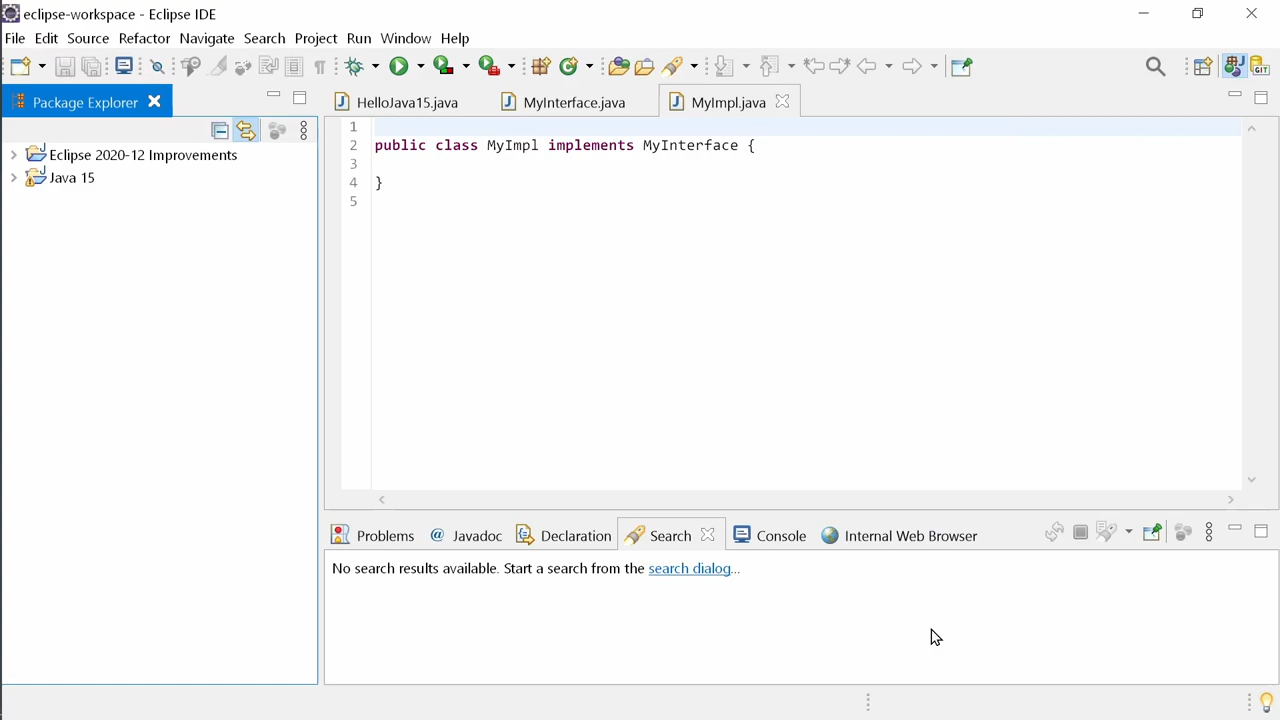 eclipse-workspace - Eclipse IDE
File Edit Source Refactor Navigate Search Project Run Window Help
Package Explorer
HelloJava15.java MyInterface.java MyImpl.java
1
2 public class MyImpl implements MyInterface {
3
4 }
5
Eclipse 2020-12 Improvements
Java 15
Problems Javadoc Declaration Search Console Internal Web Browser
No search results available. Start a search from the search dialog...